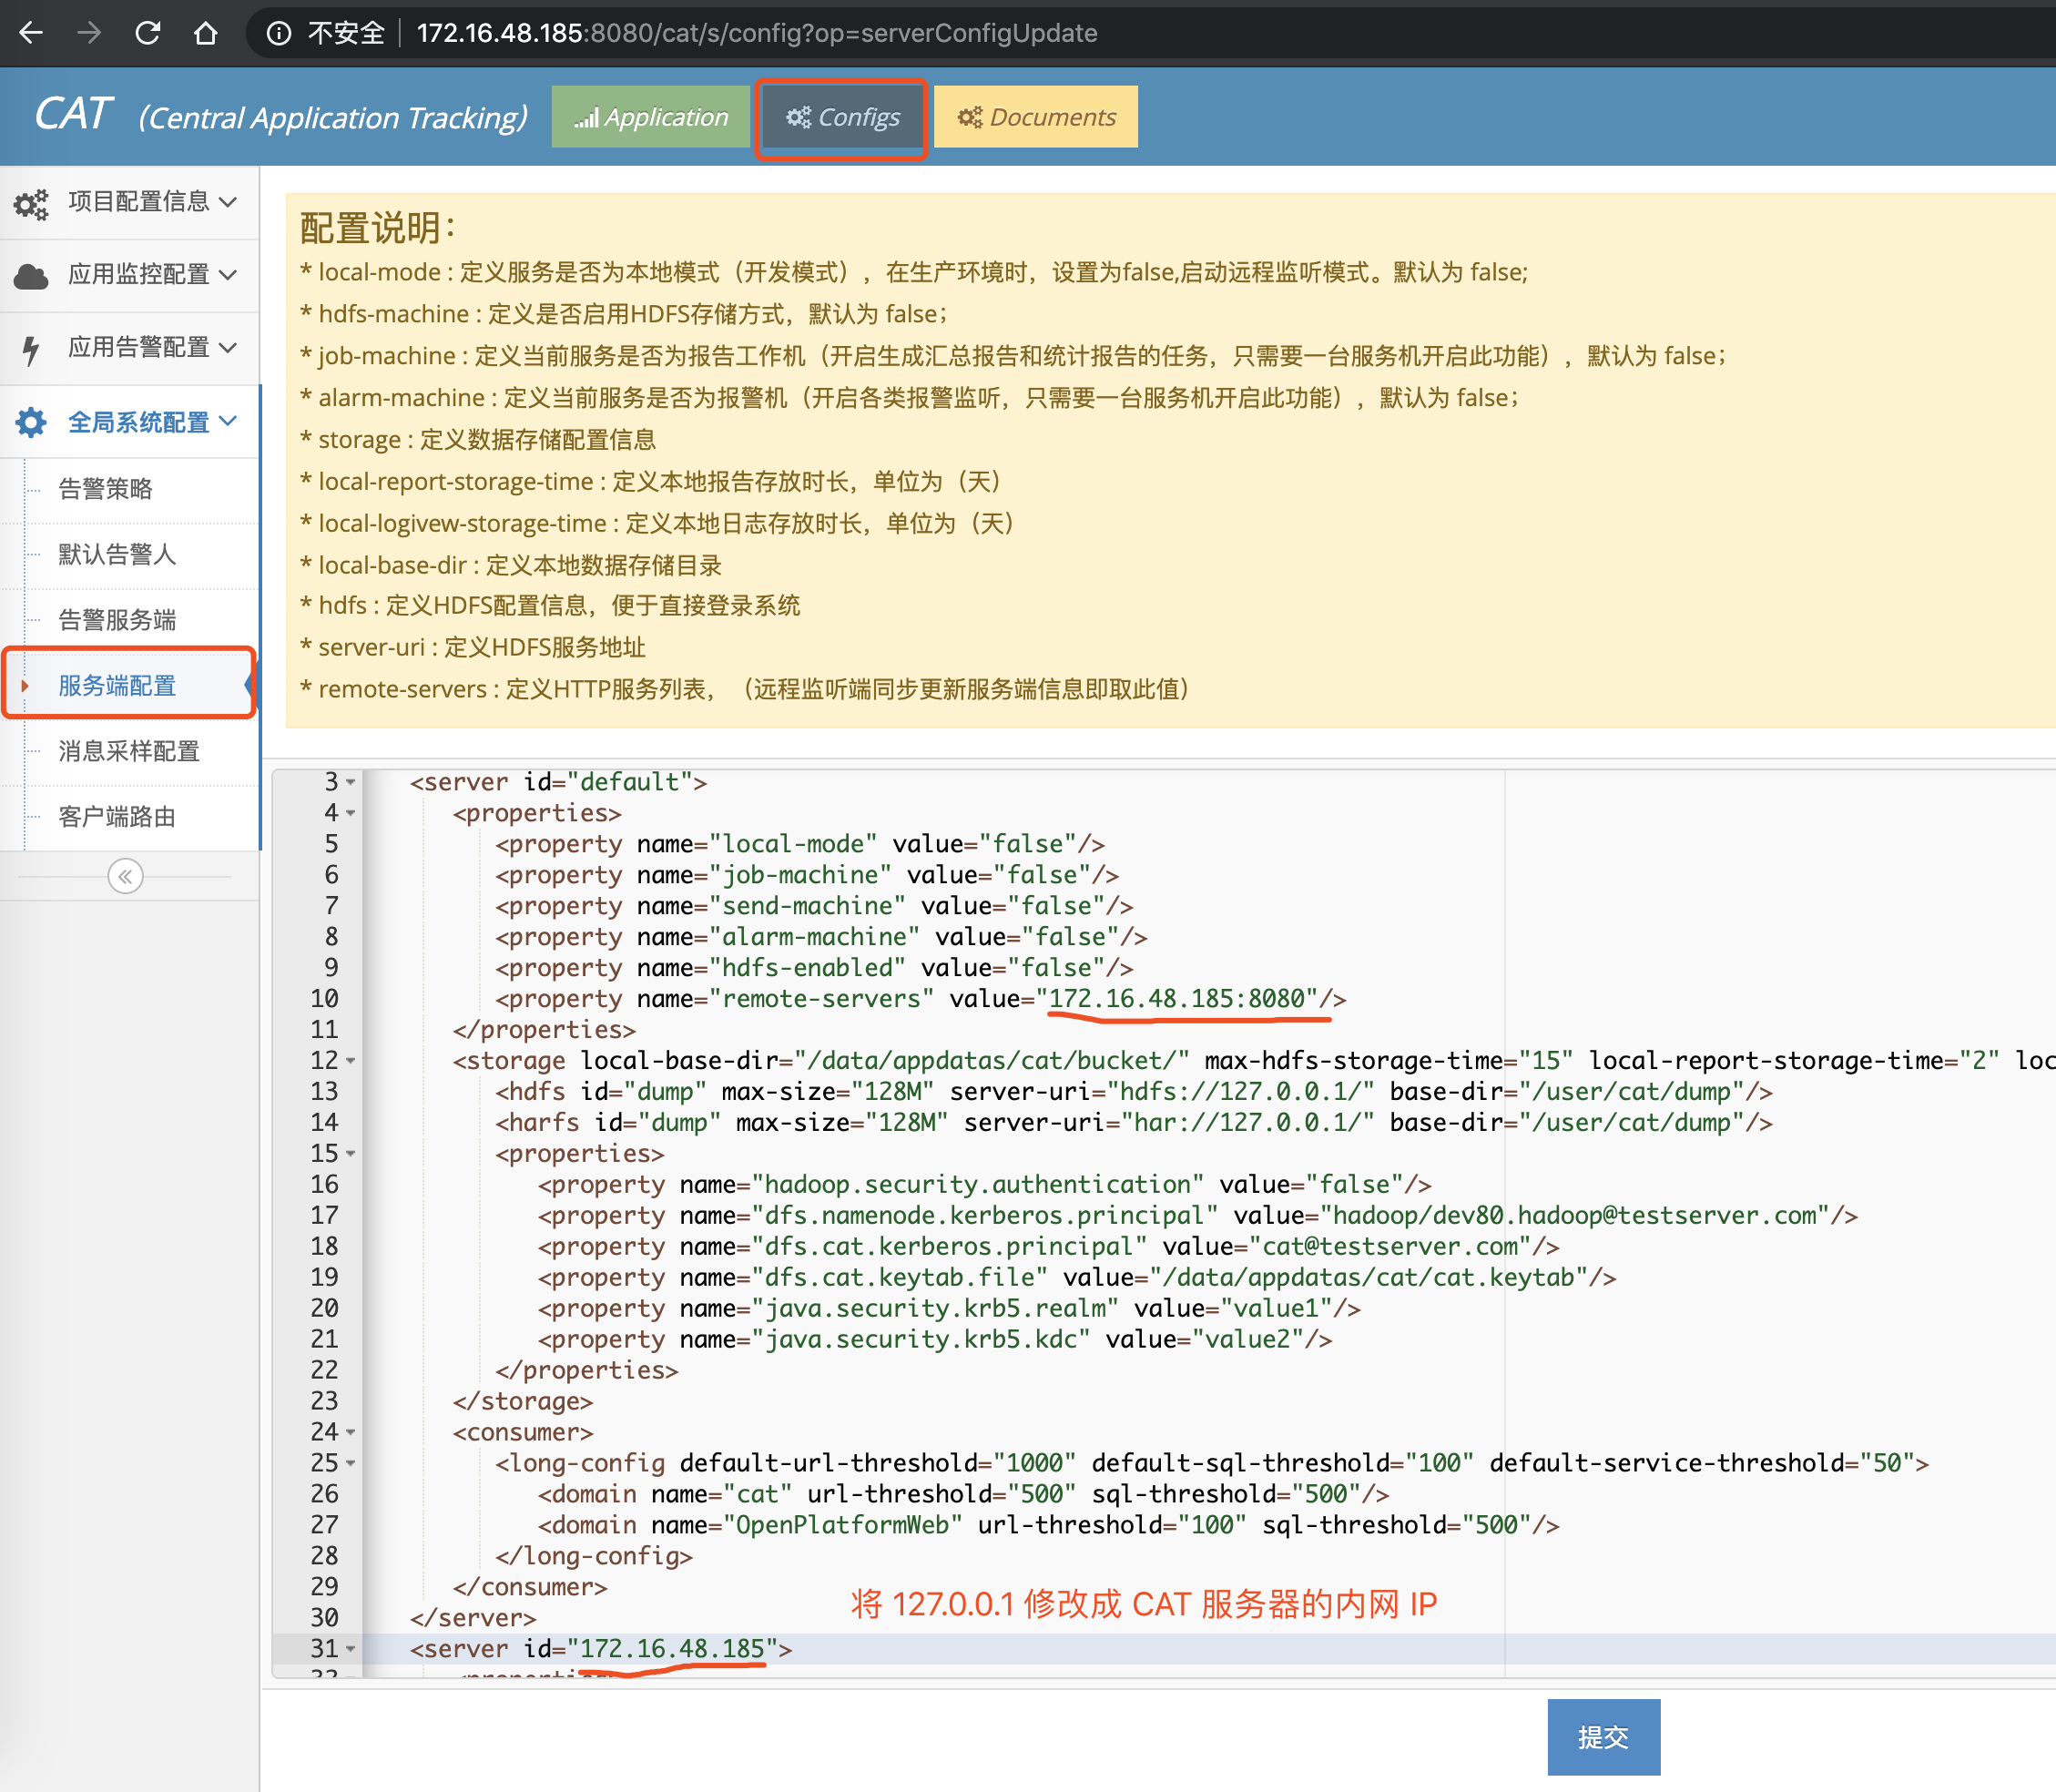 不安全 172.16.48.185:8080/cat/s/config?op=serverConfigUpdate
CAT (Central Application Tracking) Application Configs Documents
项目配置信息
应用监控配置
应用告警配置
全局系统配置
告警策略
默认告警人
告警服务端
服务端配置
消息采样配置
客户端路由
配置说明：
* local-mode : 定义服务是否为本地模式（开发模式），在生产环境时，设置为false,启动远程监听模式。默认为 false;
* hdfs-machine : 定义是否启用HDFS存储方式，默认为 false；
* job-machine : 定义当前服务是否为报告工作机（开启生成汇总报告和统计报告的任务，只需要一台服务机开启此功能），默认为 false；
* alarm-machine : 定义当前服务是否为报警机（开启各类报警监听，只需要一台服务机开启此功能），默认为 false；
* storage : 定义数据存储配置信息
* local-report-storage-time : 定义本地报告存放时长，单位为（天）
* local-logivew-storage-time : 定义本地日志存放时长，单位为（天）
* local-base-dir : 定义本地数据存储目录
* hdfs : 定义HDFS配置信息，便于直接登录系统
* server-uri : 定义HDFS服务地址
* remote-servers : 定义HTTP服务列表，（远程监听端同步更新服务端信息即取此值）
3 <server id="default">
4 <properties>
5 <property name="local-mode" value="false"/>
6 <property name="job-machine" value="false"/>
7 <property name="send-machine" value="false"/>
8 <property name="alarm-machine" value="false"/>
9 <property name="hdfs-enabled" value="false"/>
10 <property name="remote-servers" value="172.16.48.185:8080"/>
11 </properties>
12 <storage local-base-dir="/data/appdatas/cat/bucket/" max-hdfs-storage-time="15" local-report-storage-time="2" loc
13 <hdfs id="dump" max-size="128M" server-uri="hdfs://127.0.0.1/" base-dir="/user/cat/dump"/>
14 <harfs id="dump" max-size="128M" server-uri="har://127.0.0.1/" base-dir="/user/cat/dump"/>
15 <properties>
16 <property name="hadoop.security.authentication" value="false"/>
17 <property name="dfs.namenode.kerberos.principal" value="hadoop/dev80.hadoop@testserver.com"/>
18 <property name="dfs.cat.kerberos.principal" value="cat@testserver.com"/>
19 <property name="dfs.cat.keytab.file" value="/data/appdatas/cat/cat.keytab"/>
20 <property name="java.security.krb5.realm" value="value1"/>
21 <property name="java.security.krb5.kdc" value="value2"/>
22 </properties>
23 </storage>
24 <consumer>
25 <long-config default-url-threshold="1000" default-sql-threshold="100" default-service-threshold="50">
26 <domain name="cat" url-threshold="500" sql-threshold="500"/>
27 <domain name="OpenPlatformWeb" url-threshold="100" sql-threshold="500"/>
28 </long-config>
29 </consumer>
将 127.0.0.1 修改成 CAT 服务器的内网 IP
30 </server>
31 <server id="172.16.48.185">
提交